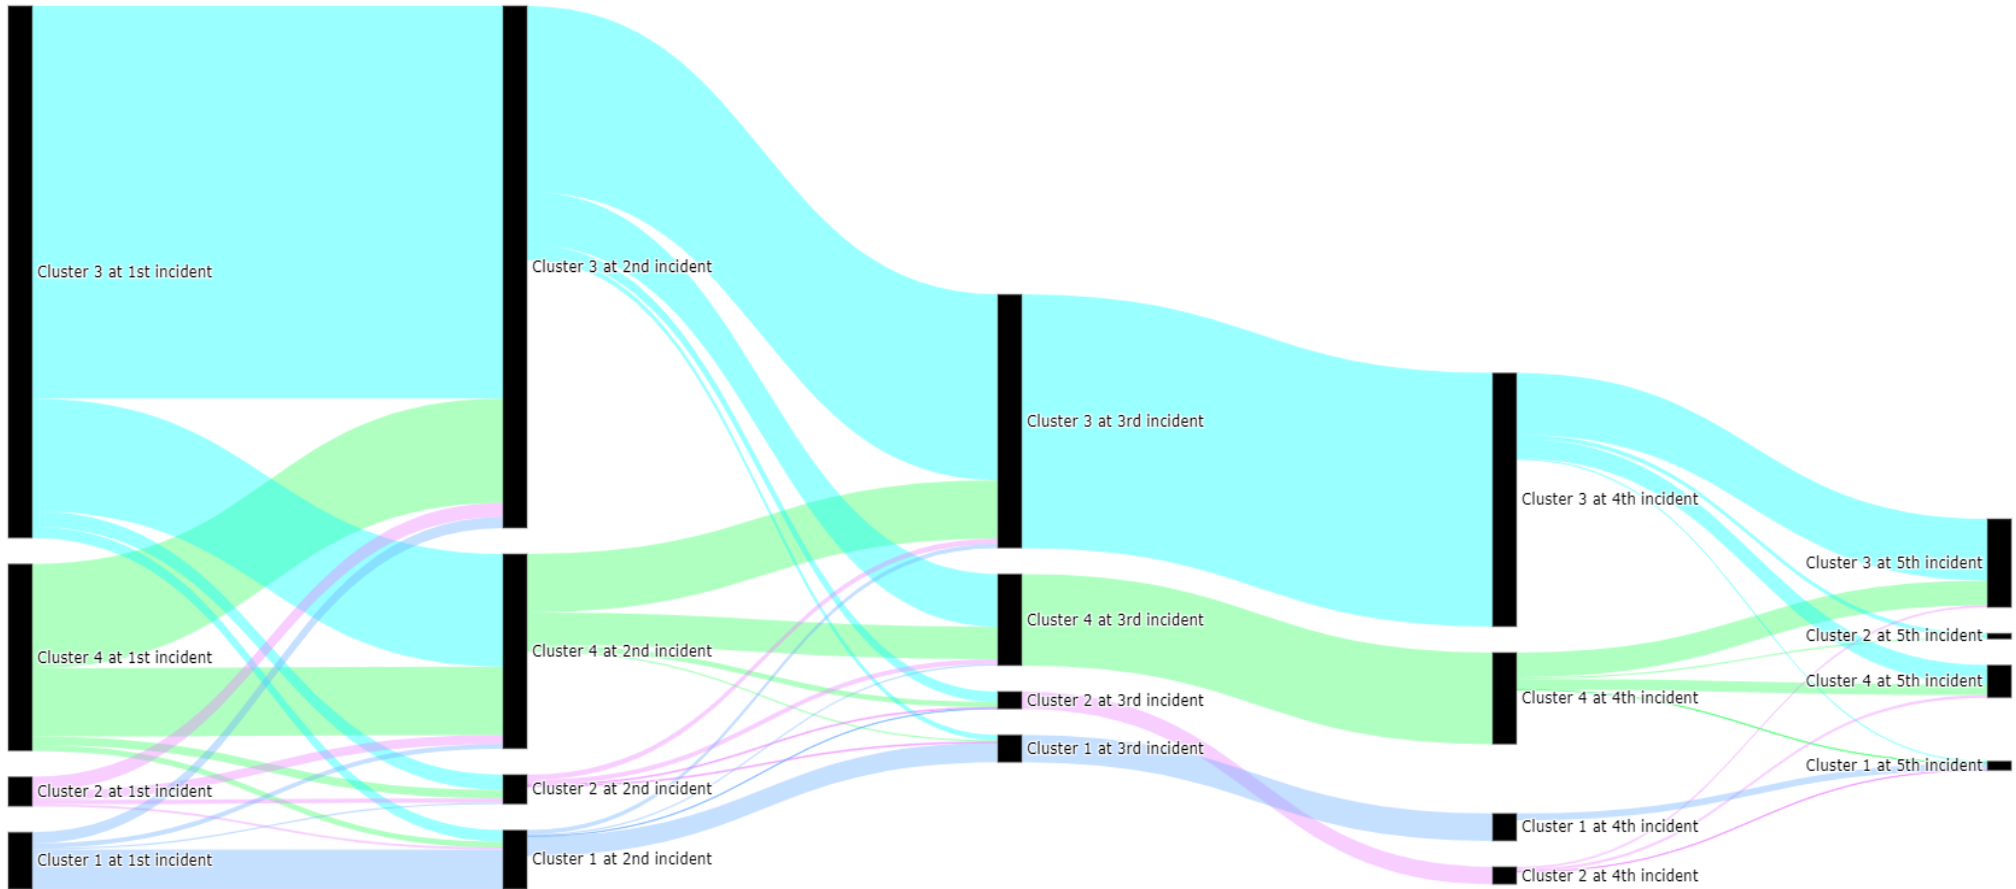 Cluster 3 at 1st incident
Cluster 4 at 1st incident
Cluster 2 at 1st incident
Cluster 1 at 1st incident
Cluster 3 at 2nd incident
Cluster 4 at 2nd incident
Cluster 2 at 2nd incident
Cluster 1 at 2nd incident
Cluster 3 at 3rd incident
Cluster 4 at 3rd incident
Cluster 2 at 3rd incident
Cluster 1 at 3rd incident
Cluster 3 at 4th incident
Cluster 4 at 4th incident
Cluster 1 at 4th incident
Cluster 2 at 4th incident
Cluster 3 at 5th incident
Cluster 2 at 5th incident
Cluster 4 at 5th incident
Cluster 1 at 5th incident